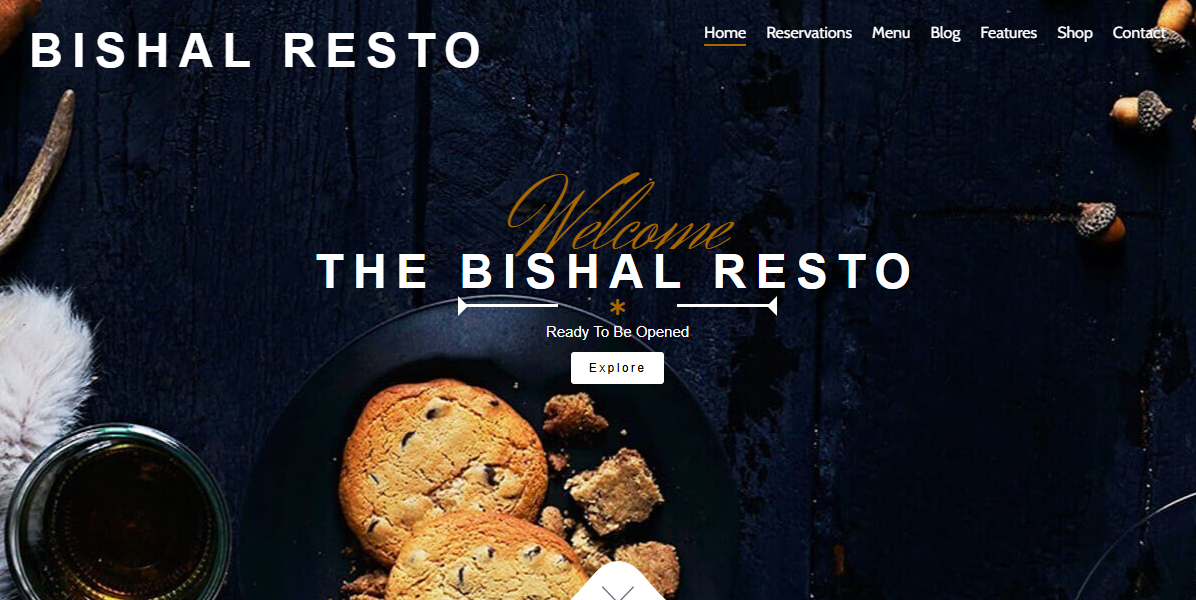 BISHAL RESTO
Home Reservations Menu Blog Features Shop Contact
Welcome
THE BISHAL RESTO
*
Ready To Be Opened
Explore